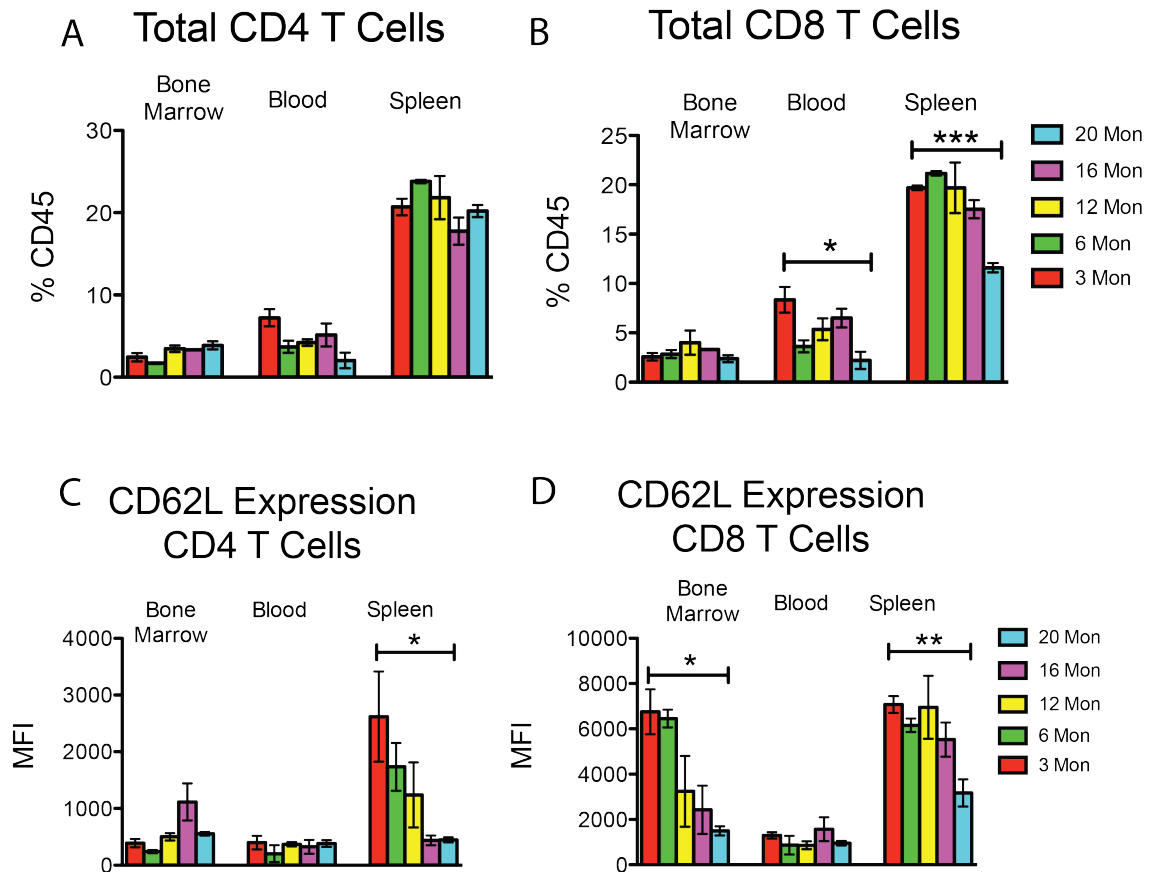 A
Total CD4 T Cells
Bone
Marrow
Blood
Spleen
% CD45
30
20
10
0
B
Total CD8 T Cells
Bone
Marrow
Blood
Spleen
% CD45
25
20
15
10
5
0
*
***
20 Mon
16 Mon
12 Mon
6 Mon
3 Mon
C
CD62L Expression
CD4 T Cells
Bone
Marrow
Blood
Spleen
MFI
4000
3000
2000
1000
0
*
D
CD62L Expression
CD8 T Cells
Bone
Marrow
Blood
Spleen
MFI
10000
8000
6000
4000
2000
0
*
**
20 Mon
16 Mon
12 Mon
6 Mon
3 Mon